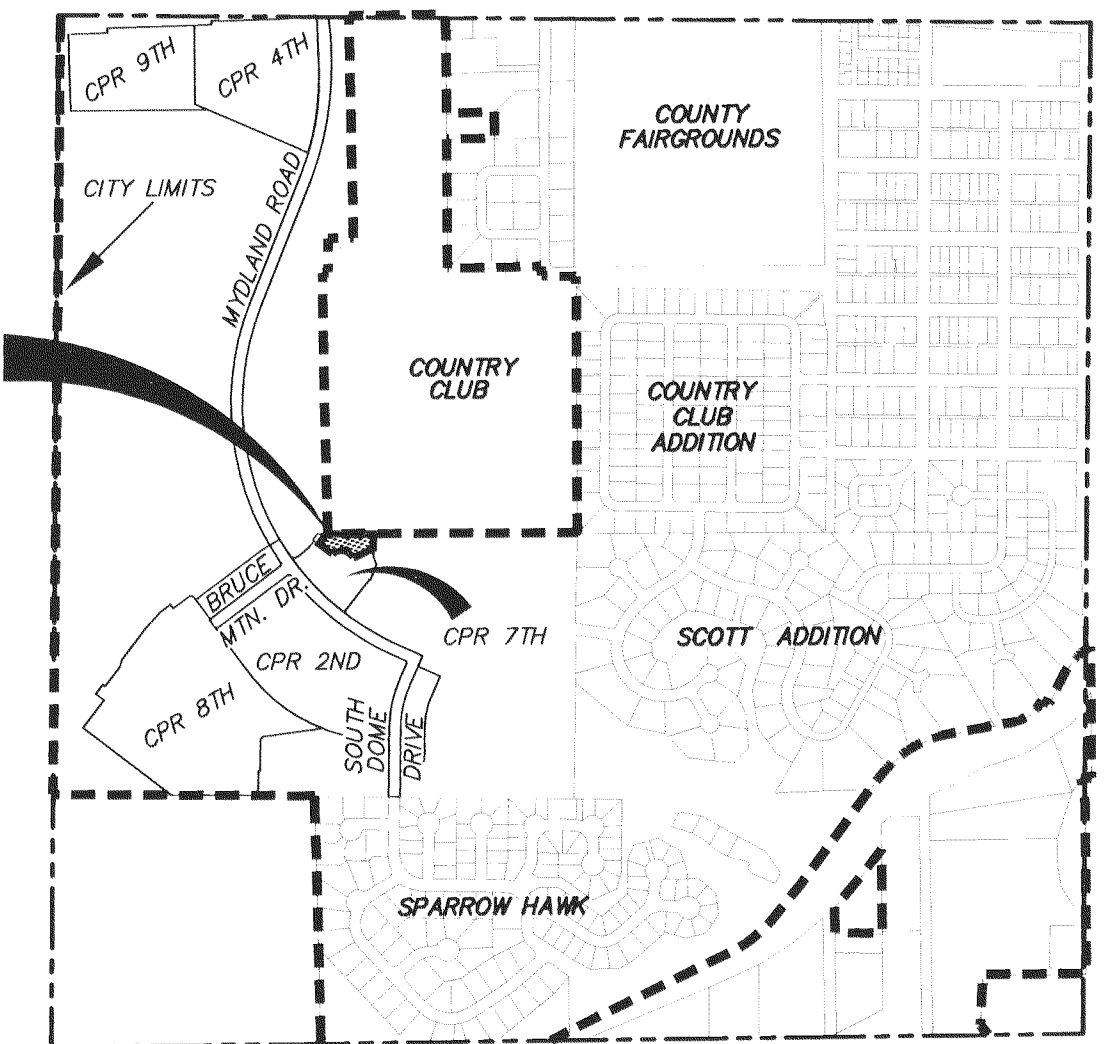 CPR 9TH
CPR 4TH
COUNTY
FAIRGROUNDS
CITY LIMITS
MYDLAND ROAD
COUNTRY
CLUB
COUNTRY
CLUB
ADDITION
BRUCE
MTN. DR.
CPR 7TH
SCOTT ADDITION
CPR 2ND
CPR 8TH
SOUTH
DOME
DRIVE
SPARROW HAWK